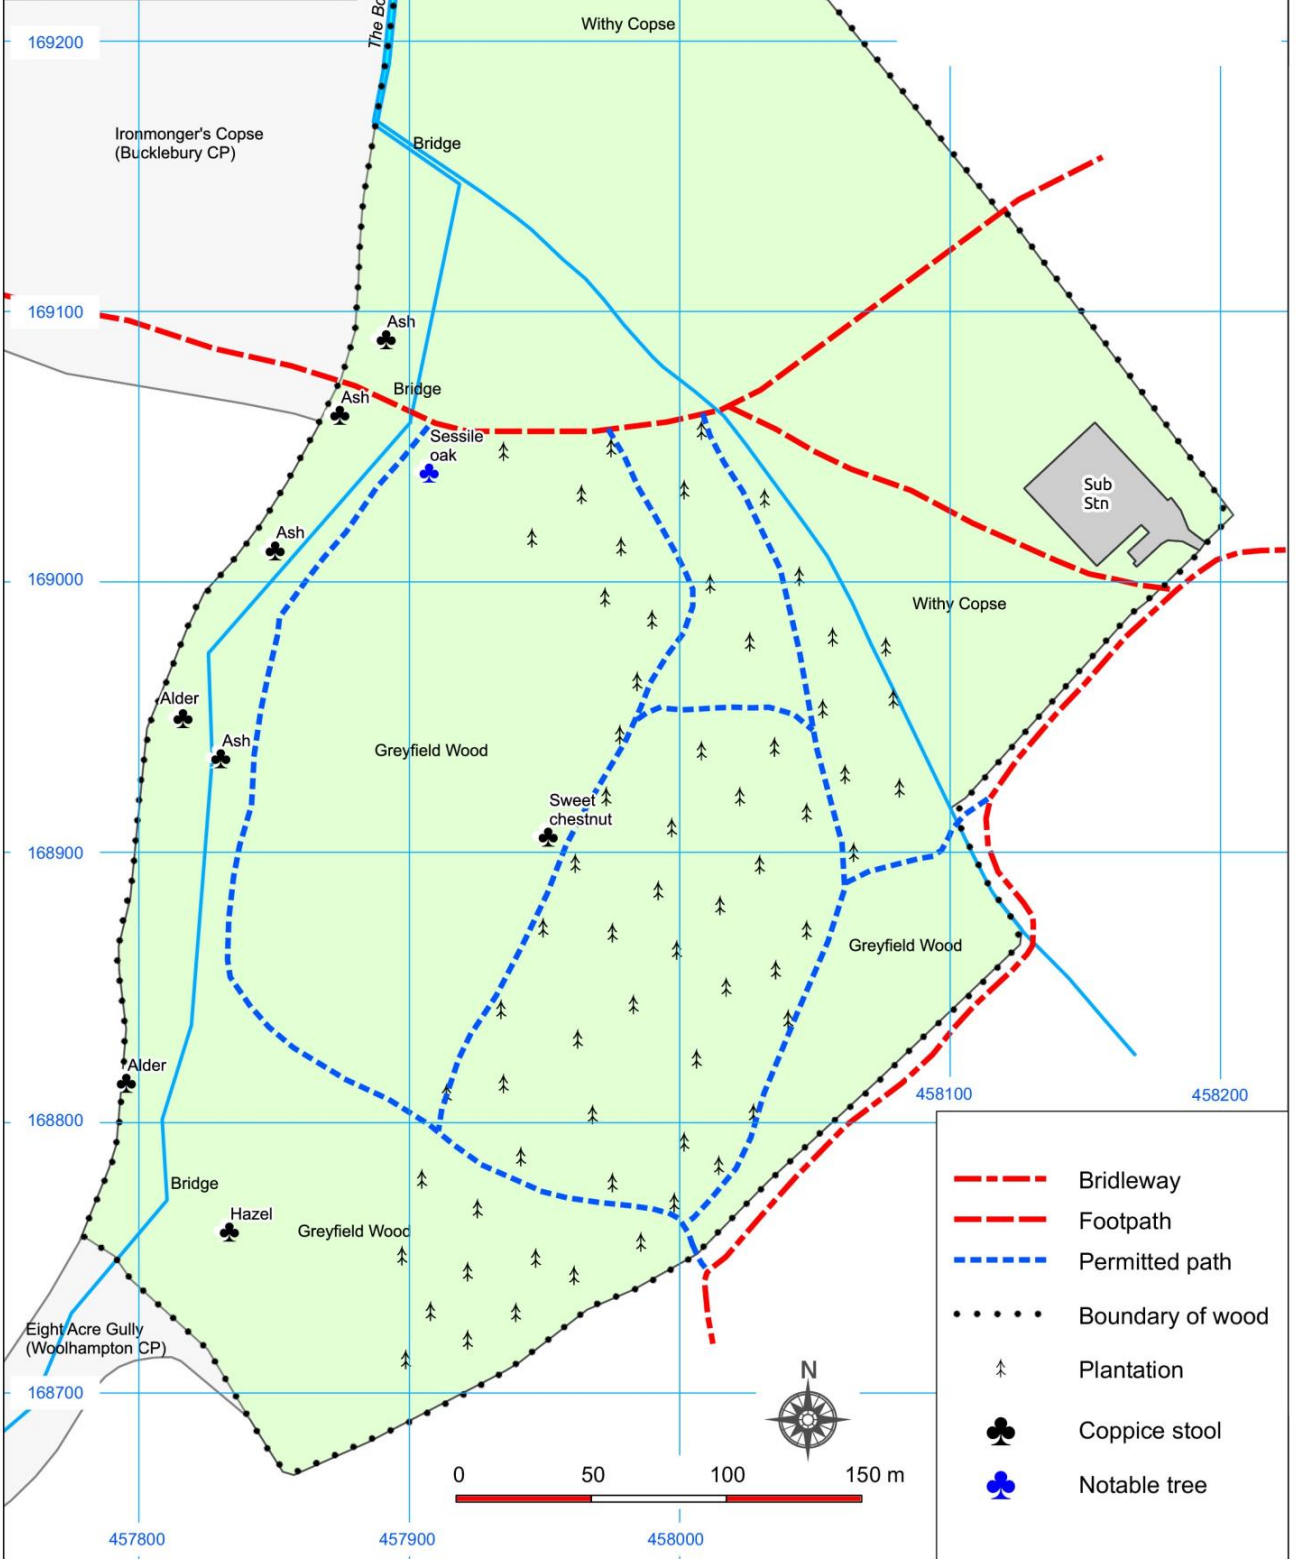 The Bo
Withy Copse
169200
Ironmonger's Copse
(Bucklebury CP)
Bridge
169100
Ash
Bridge
Ash
Sessile
oak
Sub
Stn
Ash
169000
Withy Copse
Alder
Ash
Greyfield Wood
Sweet
chestnut
168900
Greyfield Wood
Alder
458100
458200
168800
Bridge
Hazel
Greyfield Wood
Eight Acre Gully
(Woolhampton CP)
168700
N
0 50 100 150 m
457800
457900
458000
Bridleway
Footpath
Permitted path
Boundary of wood
Plantation
Coppice stool
Notable tree